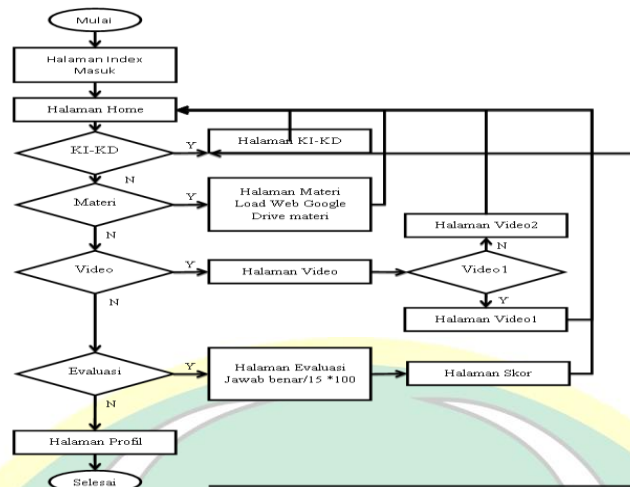 Mulai
Halaman Index
Masuk
Halaman Home
KI-KD
Y
Halaman KI-KD
N
Materi
Y
Halaman Materi
Load Web Google
Drive materi
N
Halaman Video2
N
Video
Y
Halaman Video
Video1
Y
N
Halaman Video1
Evaluasi
Y
Halaman Evaluasi
Jawab benar/15 *100
Halaman Skor
N
Halaman Profil
Selesai